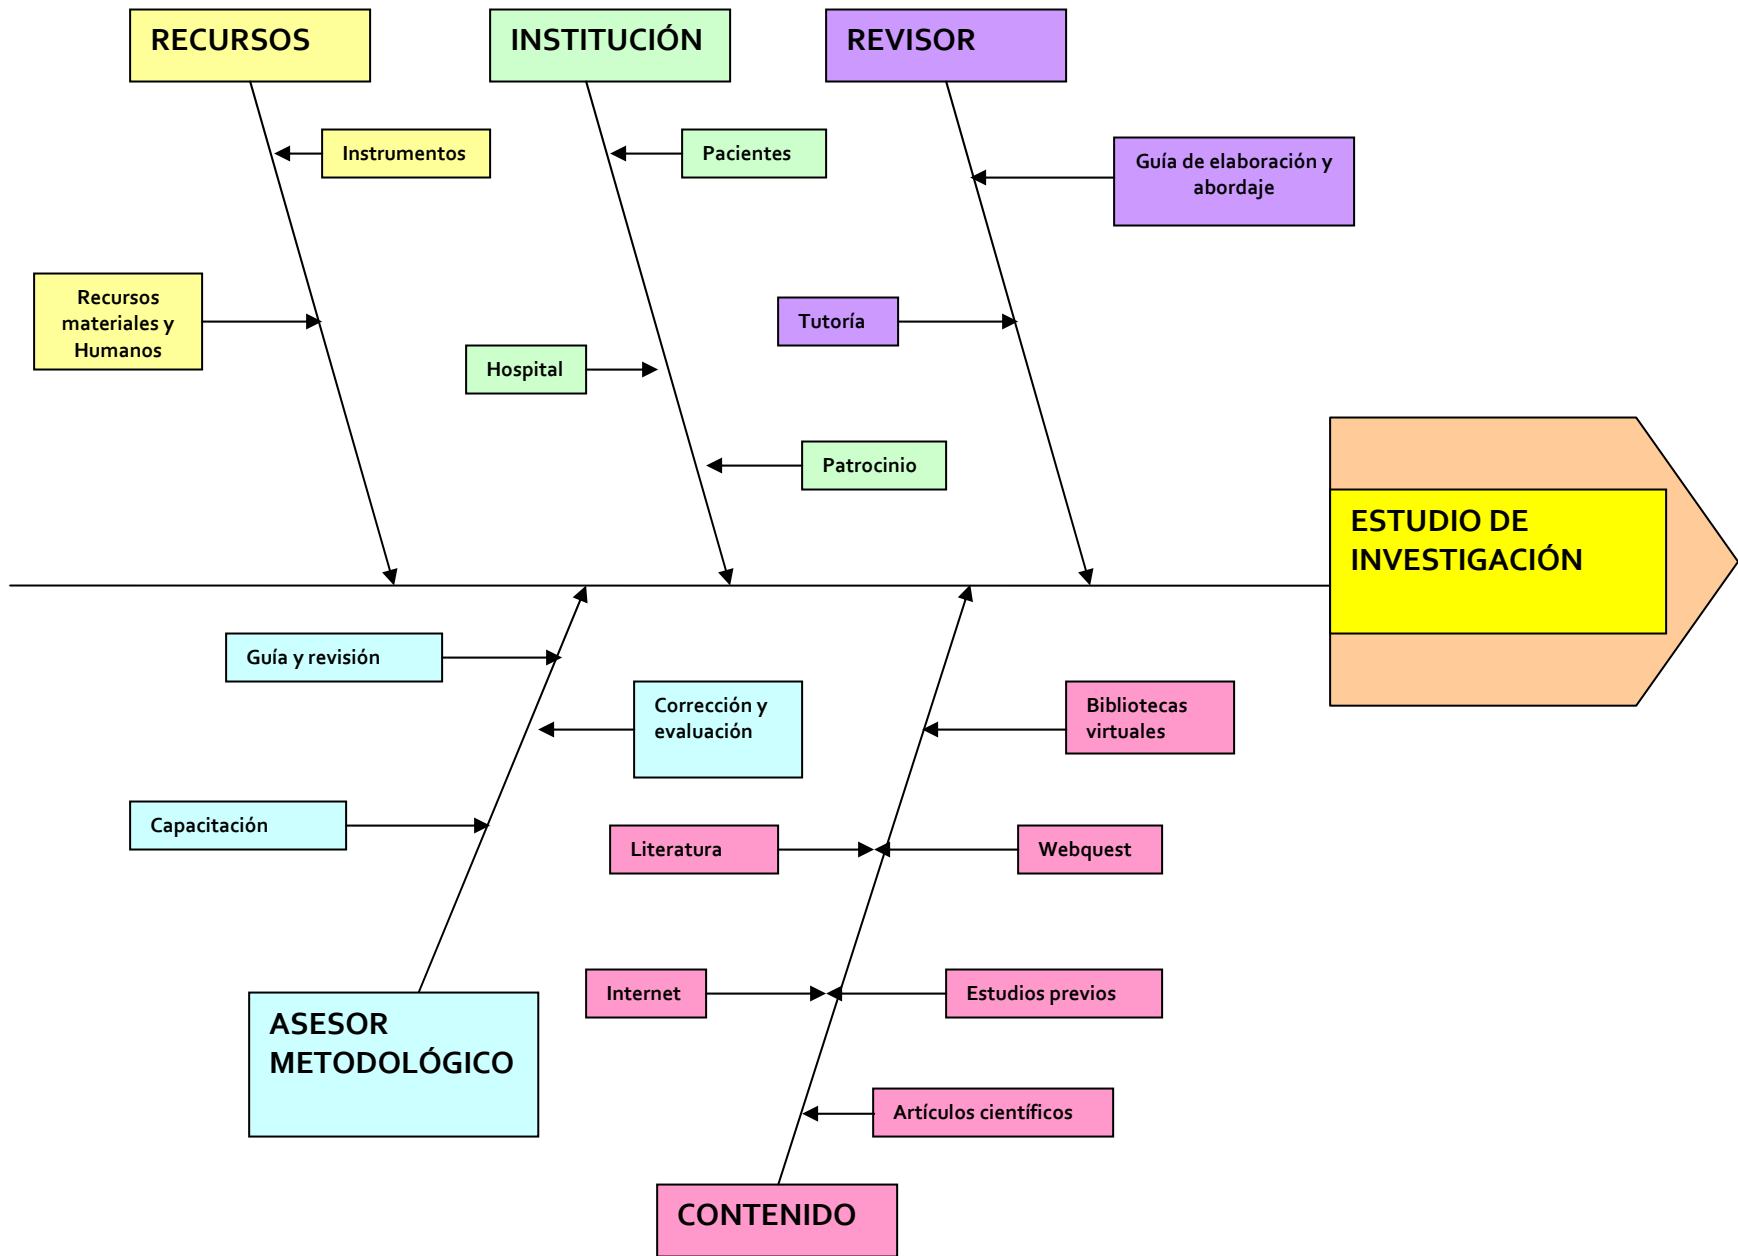 RECURSOS
INSTITUCIÓN
REVISOR
Instrumentos
Pacientes
Guía de elaboración y
abordaje
Recursos
materiales y
Humanos
Tutoría
Hospital
Patrocinio
ESTUDIO DE
INVESTIGACIÓN
Guía y revisión
Corrección y
evaluación
Bibliotecas
virtuales
Capacitación
Literatura
Webquest
Internet
Estudios previos
ASESOR
METODOLÓGICO
Artículos científicos
CONTENIDO